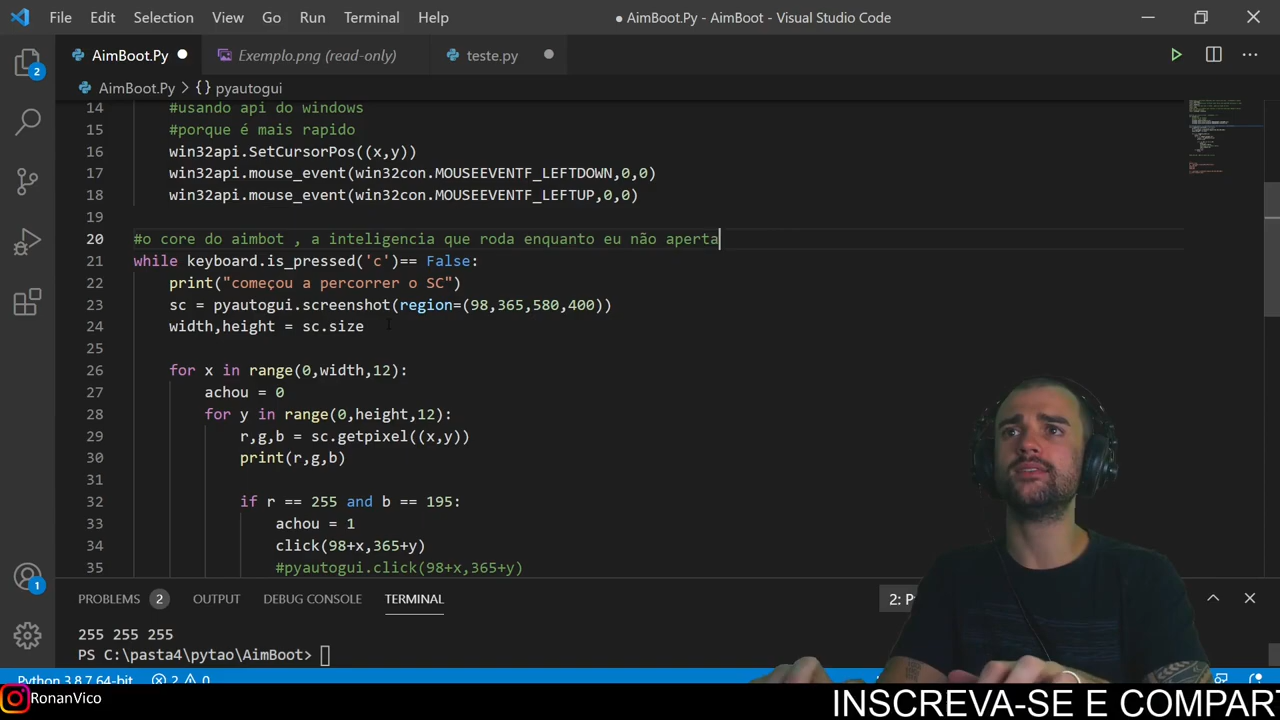 File Edit Selection View Go Run Terminal Help
● AimBoot.Py - AimBoot - Visual Studio Code
AimBoot.Py ●
Exemplo.png (read-only)
teste.py ●
AimBoot.Py > {} pyautogui
14 #usando api do windows
15 #porque é mais rapido
16 win32api.SetCursorPos((x,y))
17 win32api.mouse_event(win32con.MOUSEEVENTF_LEFTDOWN,0,0)
18 win32api.mouse_event(win32con.MOUSEEVENTF_LEFTUP,0,0)
19
20 #o core do aimbot , a inteligencia que roda enquanto eu não aperta
21 while keyboard.is_pressed('c')== False:
22 print("começou a percorrer o SC")
23 sc = pyautogui.screenshot(region=(98,365,580,400))
24 width,height = sc.size
25
26 for x in range(0,width,12):
27 achou = 0
28 for y in range(0,height,12):
29 r,g,b = sc.getpixel((x,y))
30 print(r,g,b)
31
32 if r == 255 and b == 195:
33 achou = 1
34 click(98+x,365+y)
35 #pyautogui.click(98+x,365+y)
2
1
PROBLEMS 2 OUTPUT DEBUG CONSOLE TERMINAL
255 255 255
PS C:\pasta4\pytao\AimBoot>
Python 3.8.7 64-bit 2 0
RonanVico
INSCREVA-SE E COMPAR